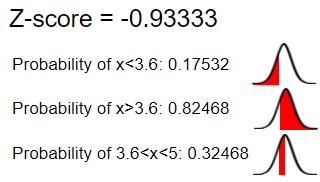 Z-score = -0.93333
Probability of x<3.6: 0.17532
Probability of x>3.6: 0.82468
Probability of 3.6<x<5: 0.32468